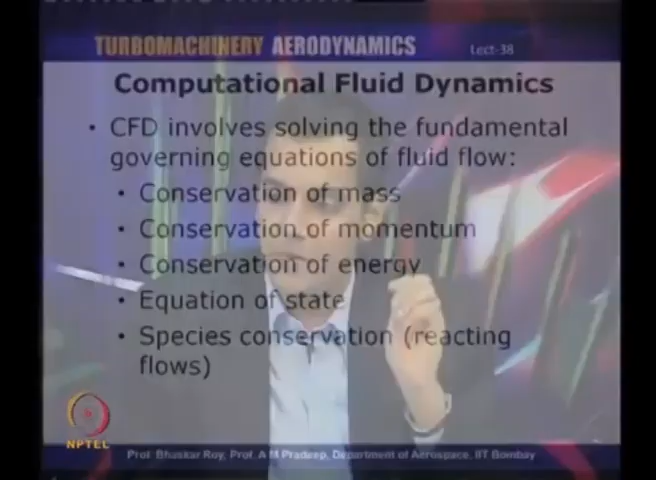 TURBOMACHINERY AERODYNAMICS
Lect-38
Computational Fluid Dynamics
• CFD involves solving the fundamental
governing equations of fluid flow:
• Conservation of mass
• Conservation of momentum
• Conservation of energy
• Equation of state
• Species conservation (reacting
flows)
NPTEL
Prof Bhaskar Roy, Prof. A M Pradeep, Department of Aerospace, IIT Bombay